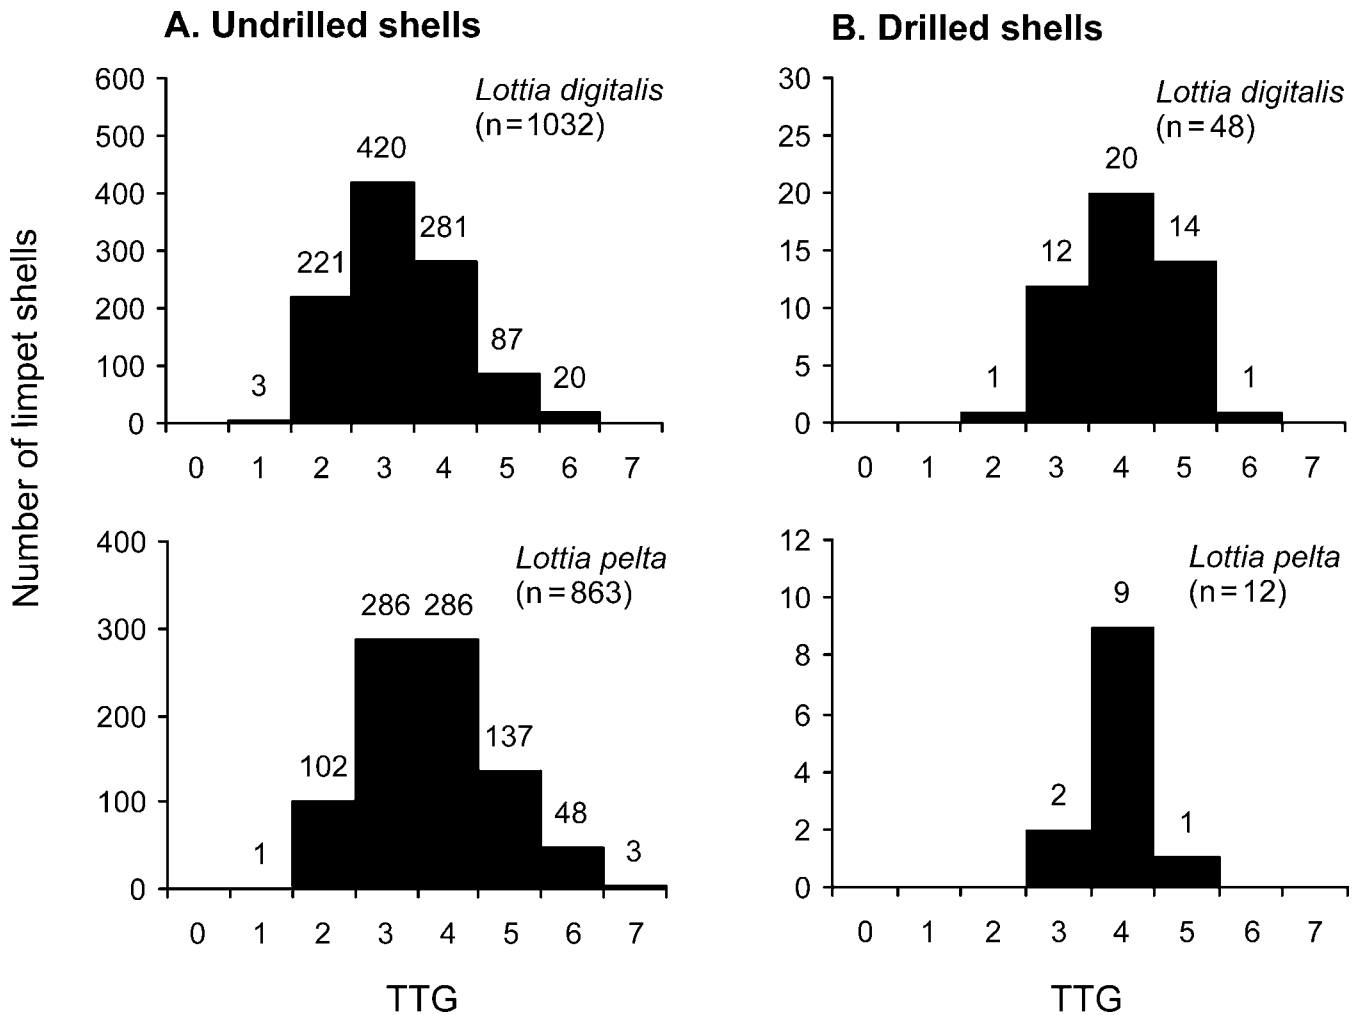 A. Undrilled shells
B. Drilled shells
Number of limpet shells
Lottia digitalis
(n=1032)
600
500
400
300
200
100
0
3
221
420
281
87
20
0 1 2 3 4 5 6 7
Lottia digitalis
(n=48)
30
25
20
15
10
5
0
1
12
20
14
1
0 1 2 3 4 5 6 7
Lottia pelta
(n=863)
400
300
200
100
0
1
102
286
286
137
48
3
0 1 2 3 4 5 6 7
TTG
Lottia pelta
(n=12)
12
10
8
6
4
2
0
2
9
1
0 1 2 3 4 5 6 7
TTG